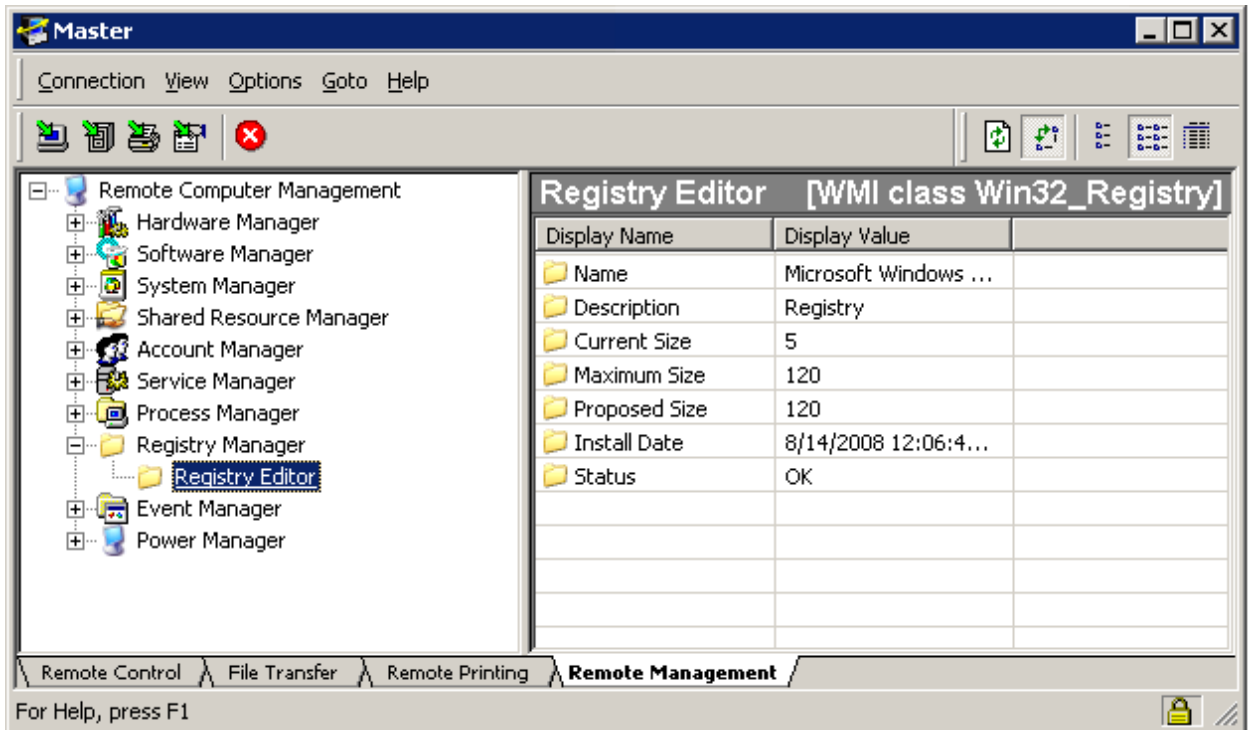 Master
Connection View Options Goto Help
Remote Computer Management
Hardware Manager
Software Manager
System Manager
Shared Resource Manager
Account Manager
Service Manager
Process Manager
Registry Manager
Registry Editor
Event Manager
Power Manager
Registry Editor [WMI class Win32_Registry]
Display Name Display Value
Name Microsoft Windows ...
Description Registry
Current Size 5
Maximum Size 120
Proposed Size 120
Install Date 8/14/2008 12:06:4...
Status OK
Remote Control File Transfer Remote Printing Remote Management
For Help, press F1